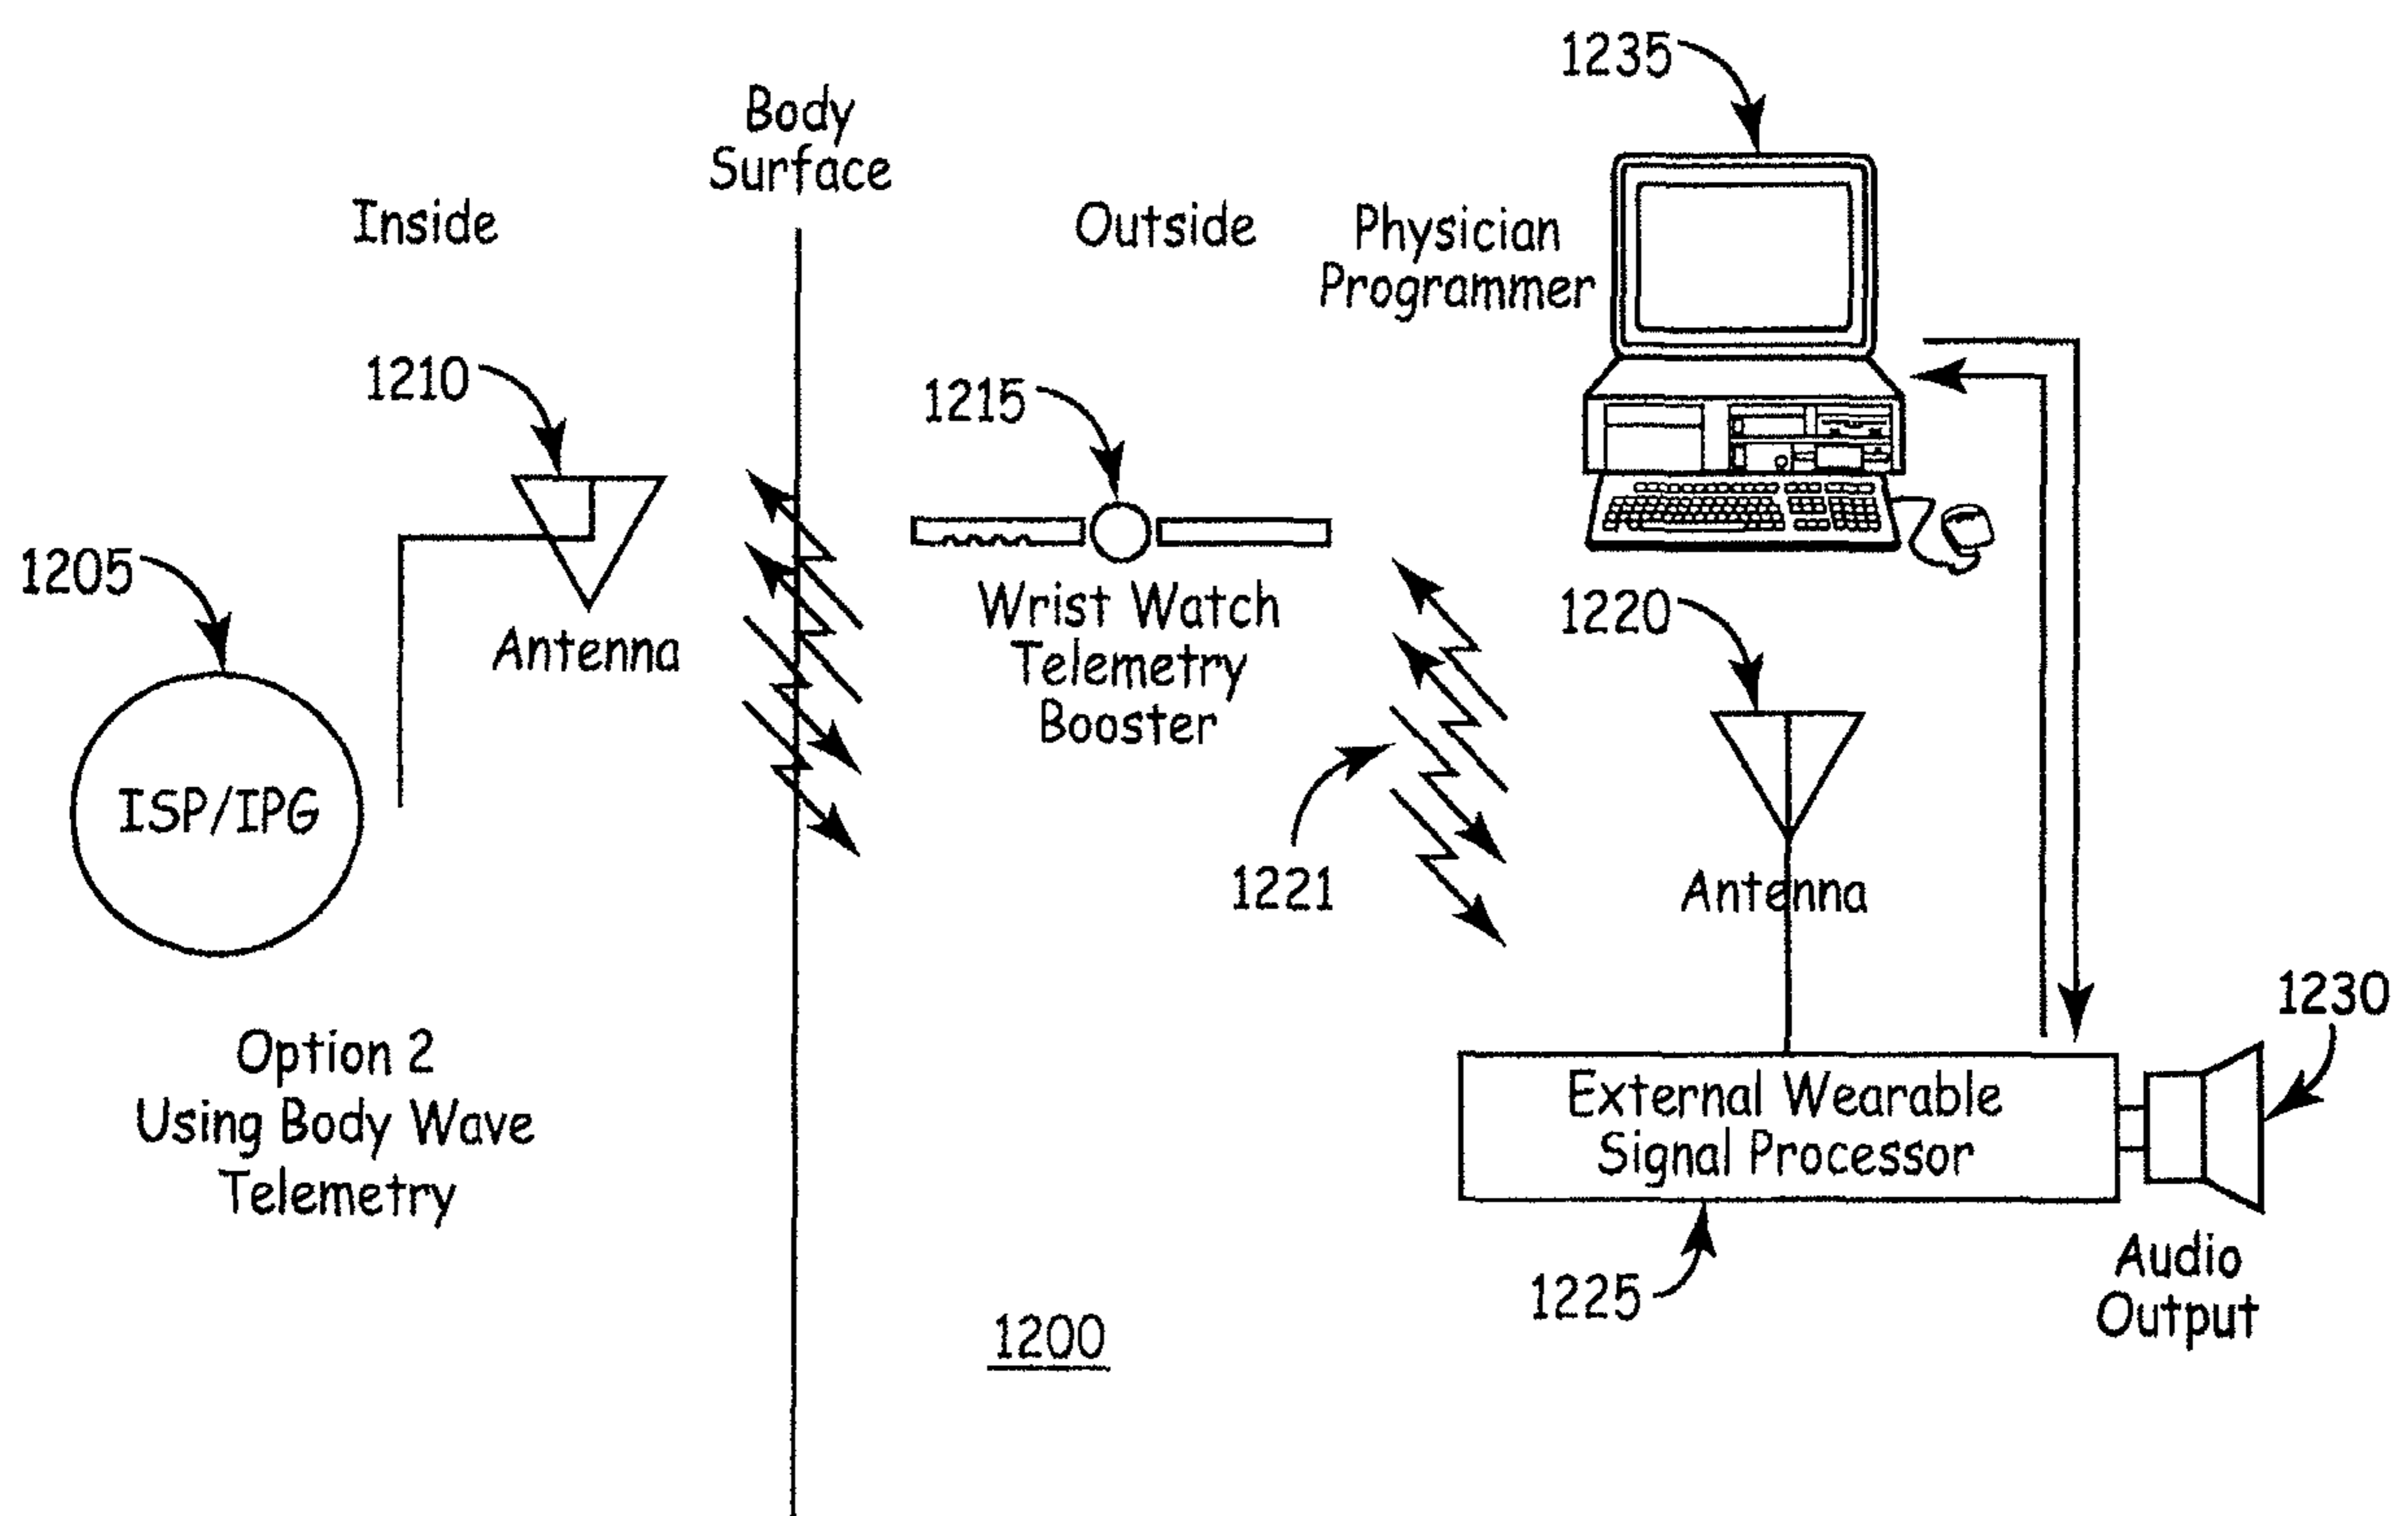 1235
Body
Surface
Inside
Outside
Physician
Programmer
1210
1215
1205
Antenna
Wrist Watch
Telemetry
Booster
1220
ISP/IPG
1221
Antenna
1230
Option 2
Using Body Wave
Telemetry
External Wearable
Signal Processor
1225
Audio
Output
1200